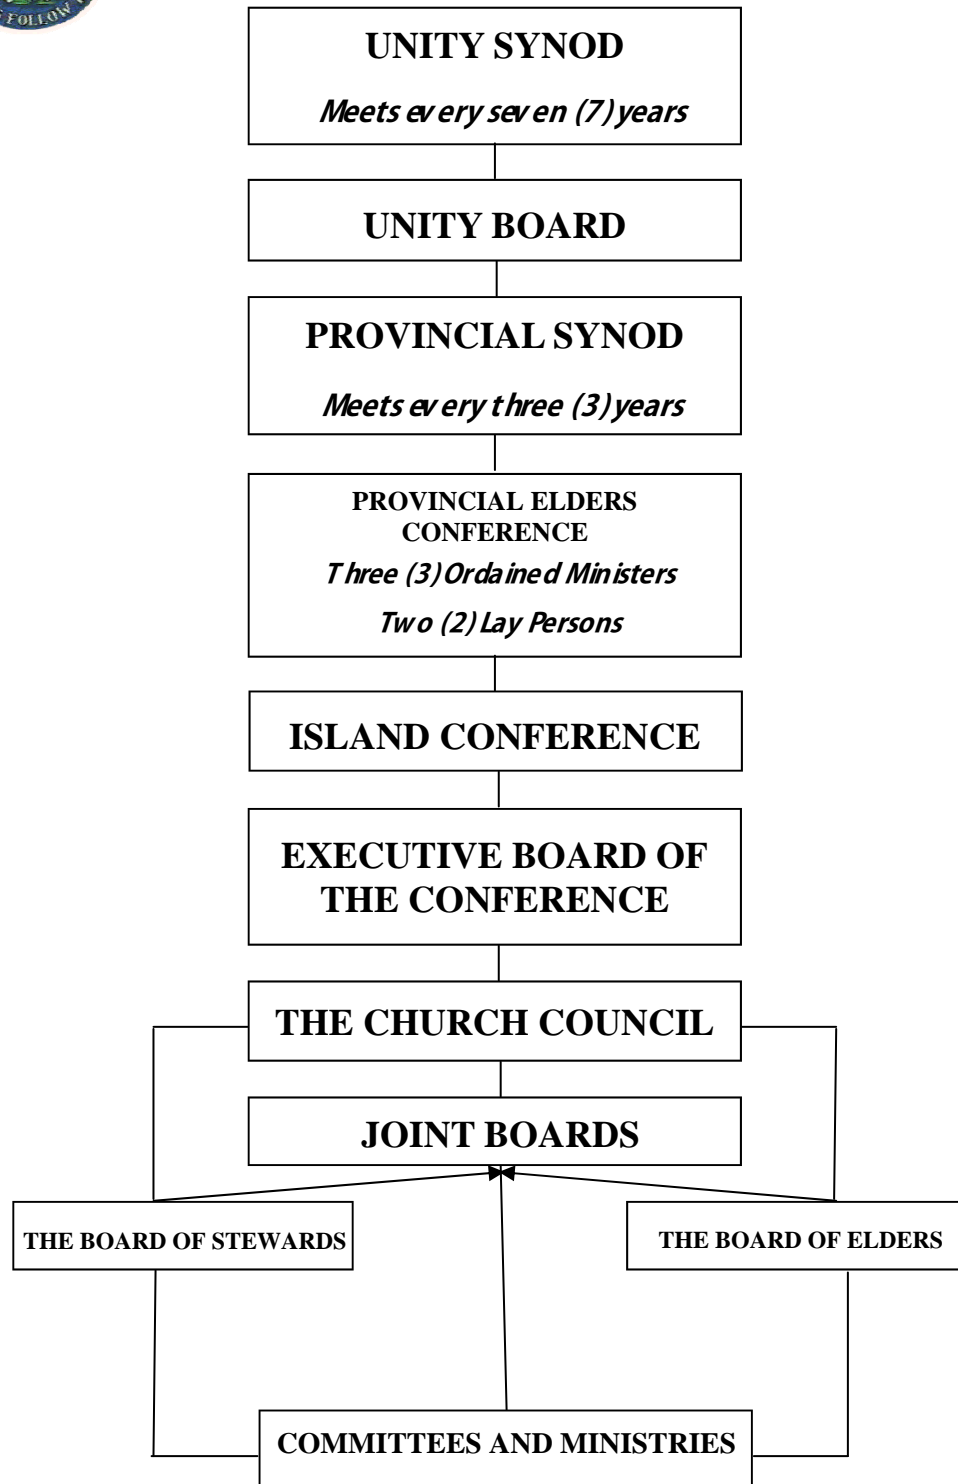 FOLLOW
UNITY SYNOD
Meets every seven (7) years
UNITY BOARD
PROVINCIAL SYNOD
Meets every three (3) years
PROVINCIAL ELDERS
CONFERENCE
Three (3) Ordained Ministers
Two (2) Lay Persons
ISLAND CONFERENCE
EXECUTIVE BOARD OF
THE CONFERENCE
THE CHURCH COUNCIL
JOINT BOARDS
THE BOARD OF STEWARDS
THE BOARD OF ELDERS
COMMITTEES AND MINISTRIES